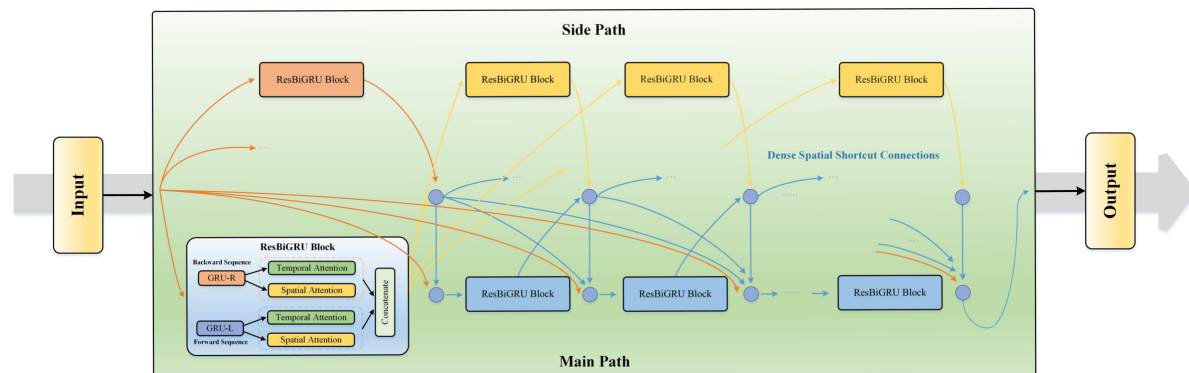 Side Path
ResBiGRU Block
ResBiGRU Block
ResBiGRU Block
ResBiGRU Block
Input
Dense Spatial Shortcut Connections
Output
ResBiGRU Block
Backward Sequence
GRU-R
Temporal Attention
Spatial Attention
Concatenate
GRU-L
Forward Sequence
Temporal Attention
Spatial Attention
ResBiGRU Block
ResBiGRU Block
ResBiGRU Block
Main Path